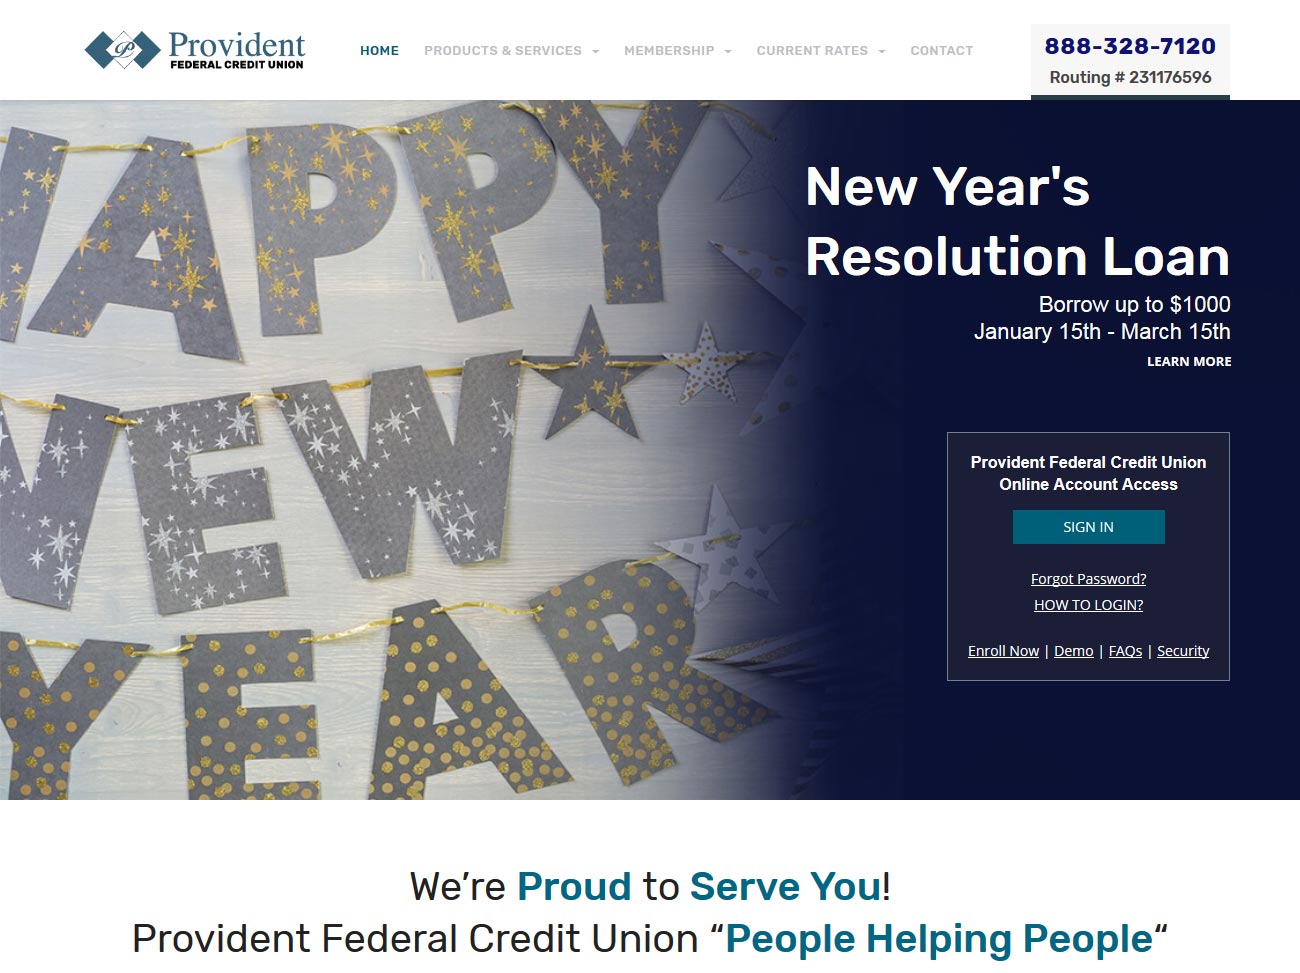 Provident
FEDERAL CREDIT UNION
HOME PRODUCTS & SERVICES MEMBERSHIP CURRENT RATES CONTACT
888-328-7120
Routing # 231176596
HAPPY
NEW
YEAR
New Year's
Resolution Loan
Borrow up to $1000
January 15th - March 15th
LEARN MORE
Provident Federal Credit Union
Online Account Access
SIGN IN
Forgot Password?
HOW TO LOGIN?
Enroll Now | Demo | FAQs | Security
We’re Proud to Serve You!
Provident Federal Credit Union “People Helping People“